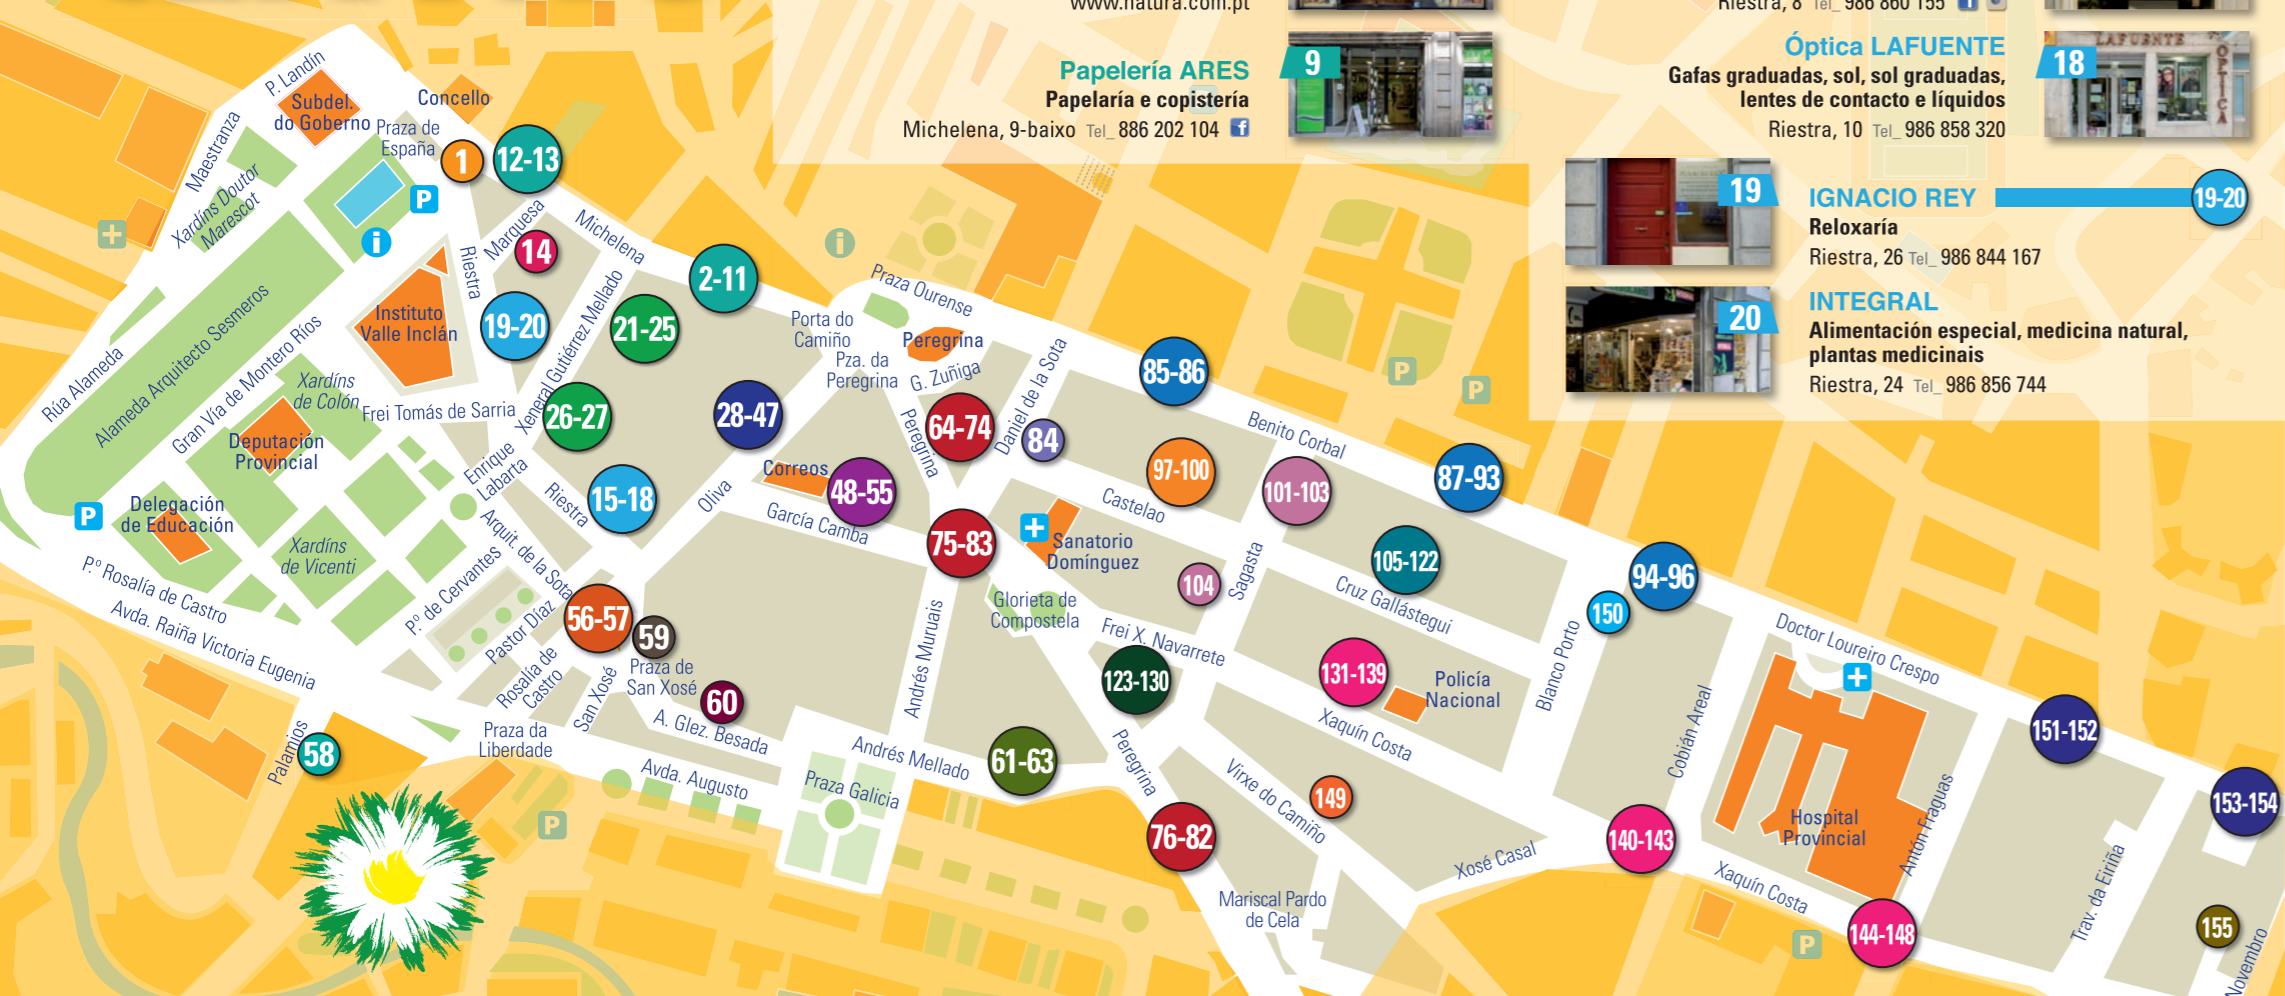 www.natura.com.pt
Papelería ARES
Papelaría e copistería
Michelena, 9-baixo Tel_ 886 202 104 f
9
Riestra, 8 Tel_ 986 860 155 f
Óptica LAFUENTE
Gafas graduadas, sol, sol graduadas,
lentes de contacto e líquidos
Riestra, 10 Tel_ 986 858 320
18
LAFUENTE
OPTICA
19
IGNACIO REY
19-20
Reloxaría
Riestra, 26 Tel_ 986 844 167
20
INTEGRAL
Alimentación especial, medicina natural,
plantas medicinais
Riestra, 24 Tel_ 986 856 744
P. Landín
Subdel.
do Goberno
Concello
Praza de
España
Maestranza
Xardíns Doutor
Marescot
1
12-13
P
i
Marquesa
14
Michelena
Riestra
2-11
i
Praza Ourense
Instituto
Valle Inclán
19-20
Xeneral Gutiérrez Mellado
21-25
Porta do
Camiño
Pza. da
Peregrina
Peregrina
G. Zuñiga
Daniel de la Sota
85-86
P
P
Rúa Alameda
Alameda Arquitecto Sesmeros
Gran Vía de Montero Ríos
Xardíns
de Colón
Frei Tomás de Sarria
26-27
28-47
Peregrina
64-74
84
Benito Corbal
Deputación
Provincial
Enrique
Labarta
Correos
48-55
97-100
101-103
87-93
Delegación
de Educación
P
Riestra
15-18
Oliva
García Camba
75-83
Sanatorio
Domínguez
Castelao
105-122
Xardíns
de Vicenti
Arquit. de la Sota
P.º de Cervantes
P.º Rosalía de Castro
Avda. Raiña Victoria Eugenia
Pastor Díaz
56-57
59
Praza de
San Xosé
Glorieta de
Compostela
104
Sagasta
Cruz Gallástegui
94-96
150
Rosalía de
Castro
San Xosé
60
A. Glez. Besada
Andrés Muruais
Frei X. Navarrete
123-130
131-139
Policía
Nacional
Blanco Porto
Doctor Loureiro Crespo
Palamios
58
Praza da
Liberdade
Avda. Augusto
Praza Galicia
Andrés Mellado
61-63
Peregrina
Xaquín Costa
Cobián Areal
151-152
P
Virxe do Camiño
149
76-82
140-143
Hospital
Provincial
Antón Fraguas
153-154
Xosé Casal
Mariscal Pardo
de Cela
Xaquín Costa
P
144-148
Trav. da Eiriña
155
Novembro